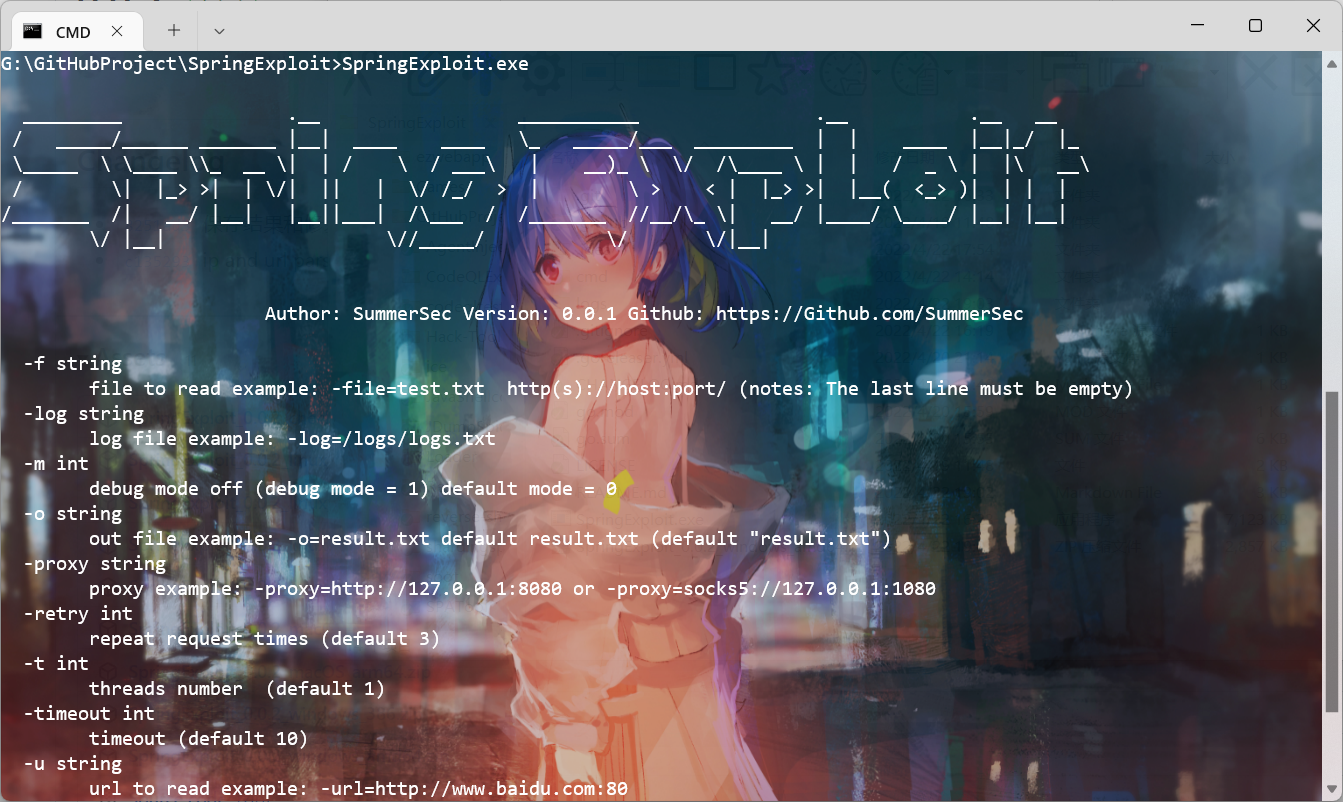 CMD
G:\GitHubProject\SpringExploit>SpringExploit.exe
Spring Exploit
Author: SummerSec Version: 0.0.1 Github: https://Github.com/SummerSec
-f string
file to read example: -file=test.txt  http(s)://host:port/ (notes: The last line must be empty)
-log string
log file example: -log=/logs/logs.txt
-m int
debug mode off (debug mode = 1) default mode = 0
-o string
out file example: -o=result.txt default result.txt (default "result.txt")
-proxy string
proxy example: -proxy=http://127.0.0.1:8080 or -proxy=socks5://127.0.0.1:1080
-retry int
repeat request times (default 3)
-t int
threads number  (default 1)
-timeout int
timeout (default 10)
-u string
url to read example: -url=http://www.baidu.com:80